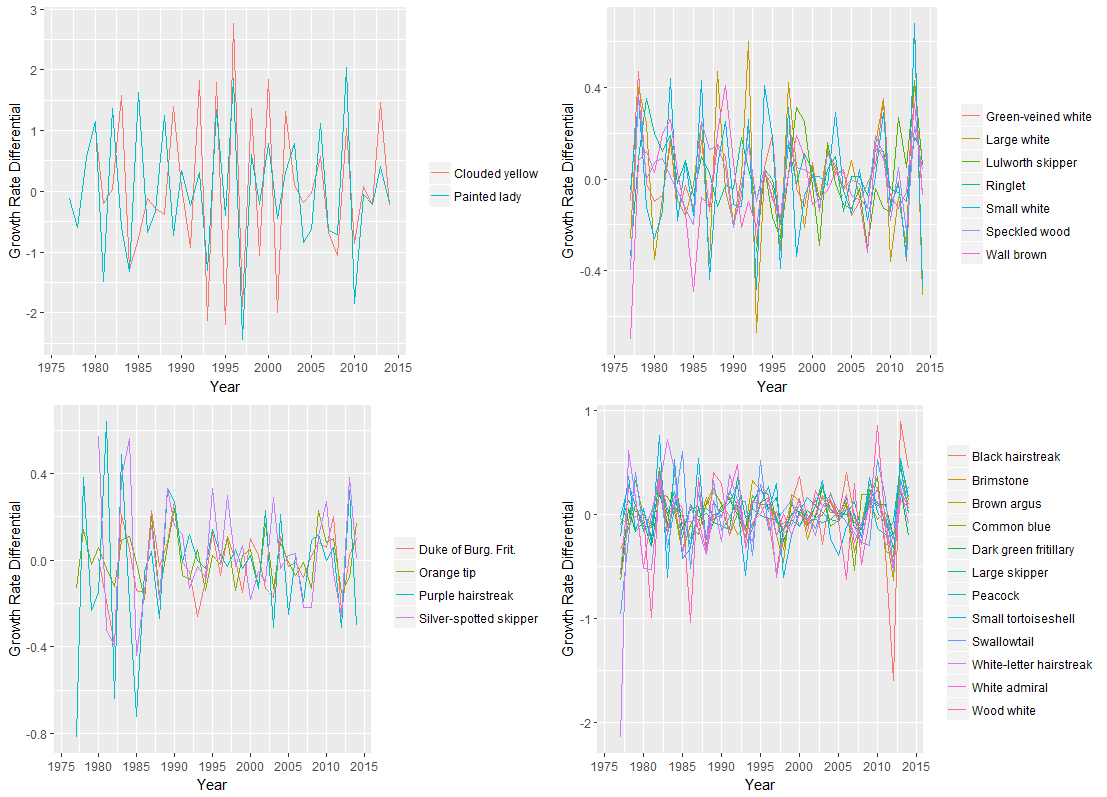 3
2
1
0
-1
-2
1975 1980 1985 1990 1995 2000 2005 2010 2015
Year
Growth Rate Differential
Clouded yellow
Painted lady
0.4
0.0
-0.4
1975 1980 1985 1990 1995 2000 2005 2010 2015
Year
Growth Rate Differential
Green-veined white
Large white
Lulworth skipper
Ringlet
Small white
Speckled wood
Wall brown
0.4
0.0
-0.4
-0.8
1975 1980 1985 1990 1995 2000 2005 2010 2015
Year
Growth Rate Differential
Duke of Burg. Frit.
Orange tip
Purple hairstreak
Silver-spotted skipper
1
0
-1
-2
1975 1980 1985 1990 1995 2000 2005 2010 2015
Year
Growth Rate Differential
Black hairstreak
Brimstone
Brown argus
Common blue
Dark green fritillary
Large skipper
Peacock
Small tortoiseshell
Swallowtail
White-letter hairstreak
White admiral
Wood white